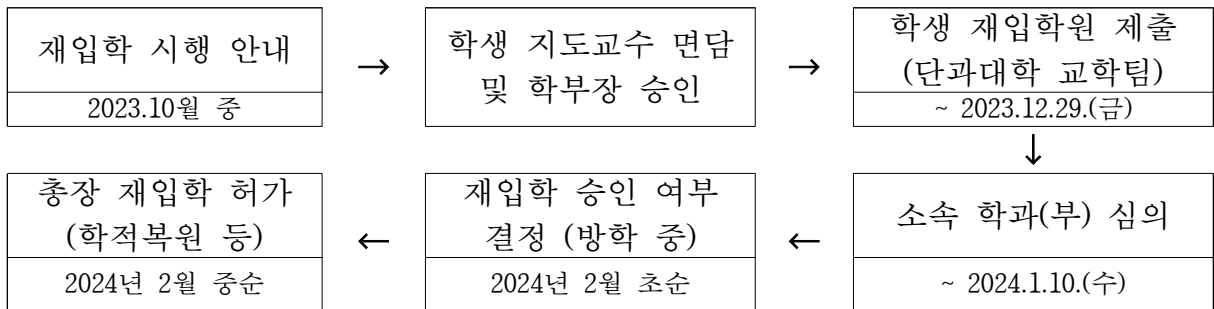 재입학 시행 안내
2023.10월 중
→
학생 지도교수 면담
및 학부장 승인
→
학생 재입학원 제출
(단과대학 교학팀)
~ 2023.12.29.(금)
↓
소속 학과(부) 심의
~ 2024.1.10.(수)
←
재입학 승인 여부
결정 (방학 중)
2024년 2월 초순
←
총장 재입학 허가
(학적복원 등)
2024년 2월 중순